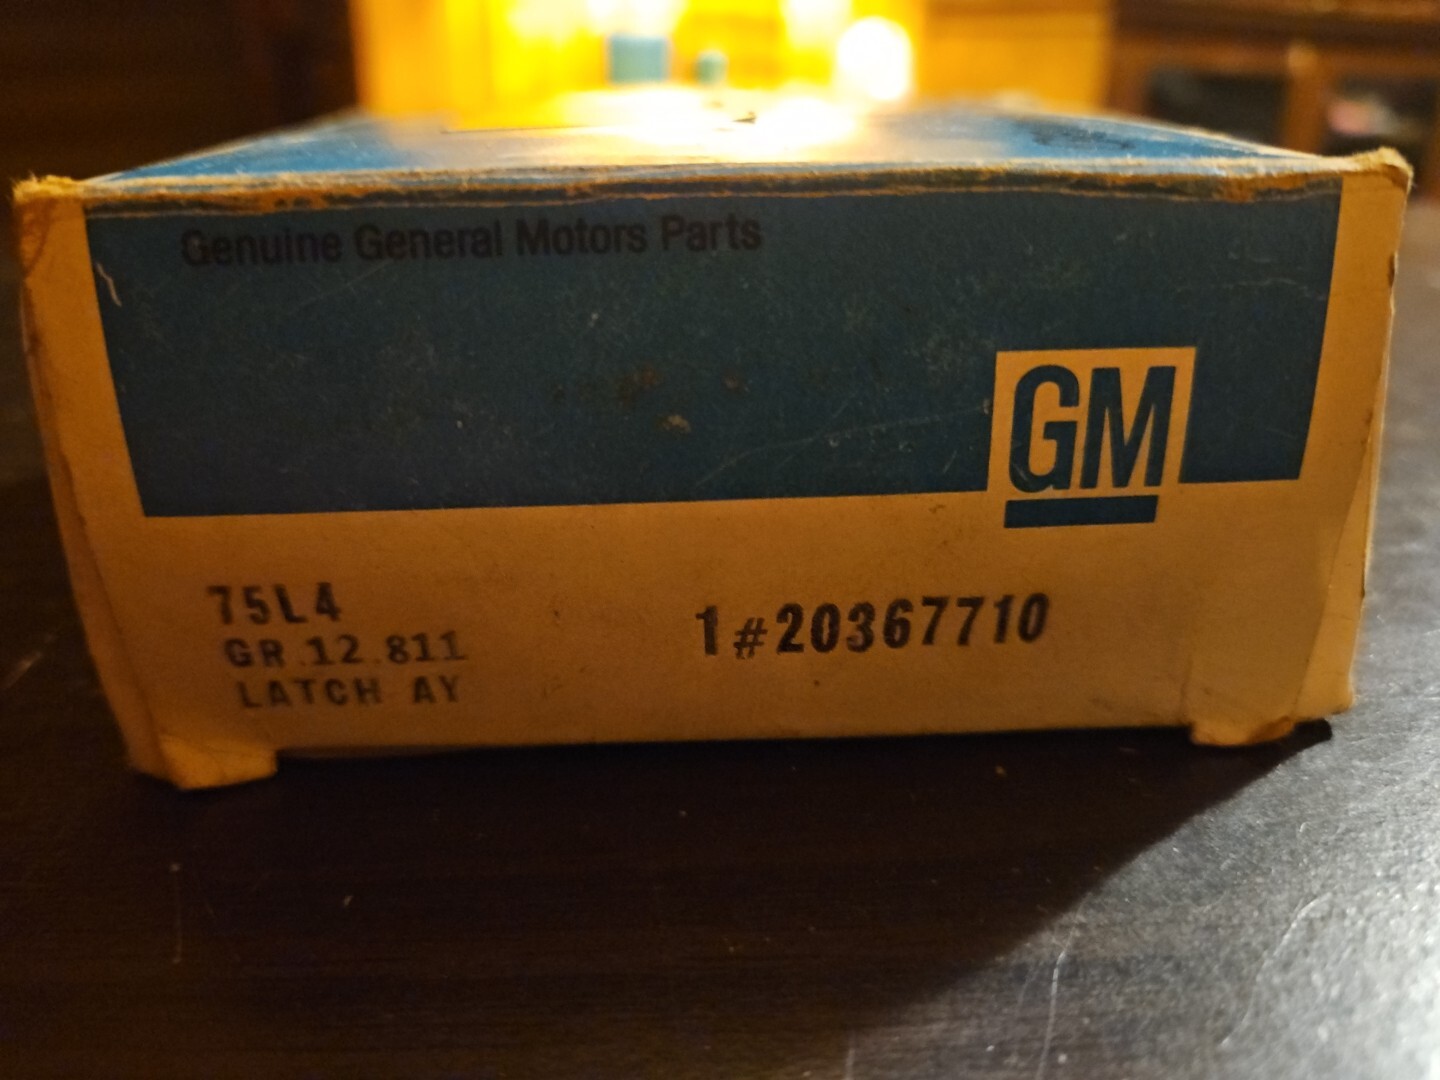 Genuine General Motors Parts
GM
75L4
GR.12.811
LATCH AY
1#20367710